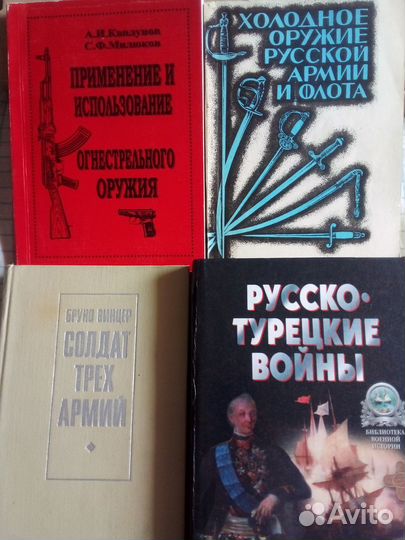 А.И.Каплунов
С.Ф.Милюков
ПРИМЕНЕНИЕ И
ИСПОЛЬЗОВАНИЕ
ОГНЕСТРЕЛЬНОГО
ОРУЖИЯ
ХОЛОДНОЕ
ОРУЖИЕ
РУССКОЙ
АРМИИ
И ФЛОТА
БРУНО ВИНЦЕР
СОЛДАТ
ТРЕХ
АРМИЙ
РУССКО-
ТУРЕЦКИЕ
ВОЙНЫ
БИБЛИОТЕКА
ВОЕННОЙ
ИСТОРИИ
Avito